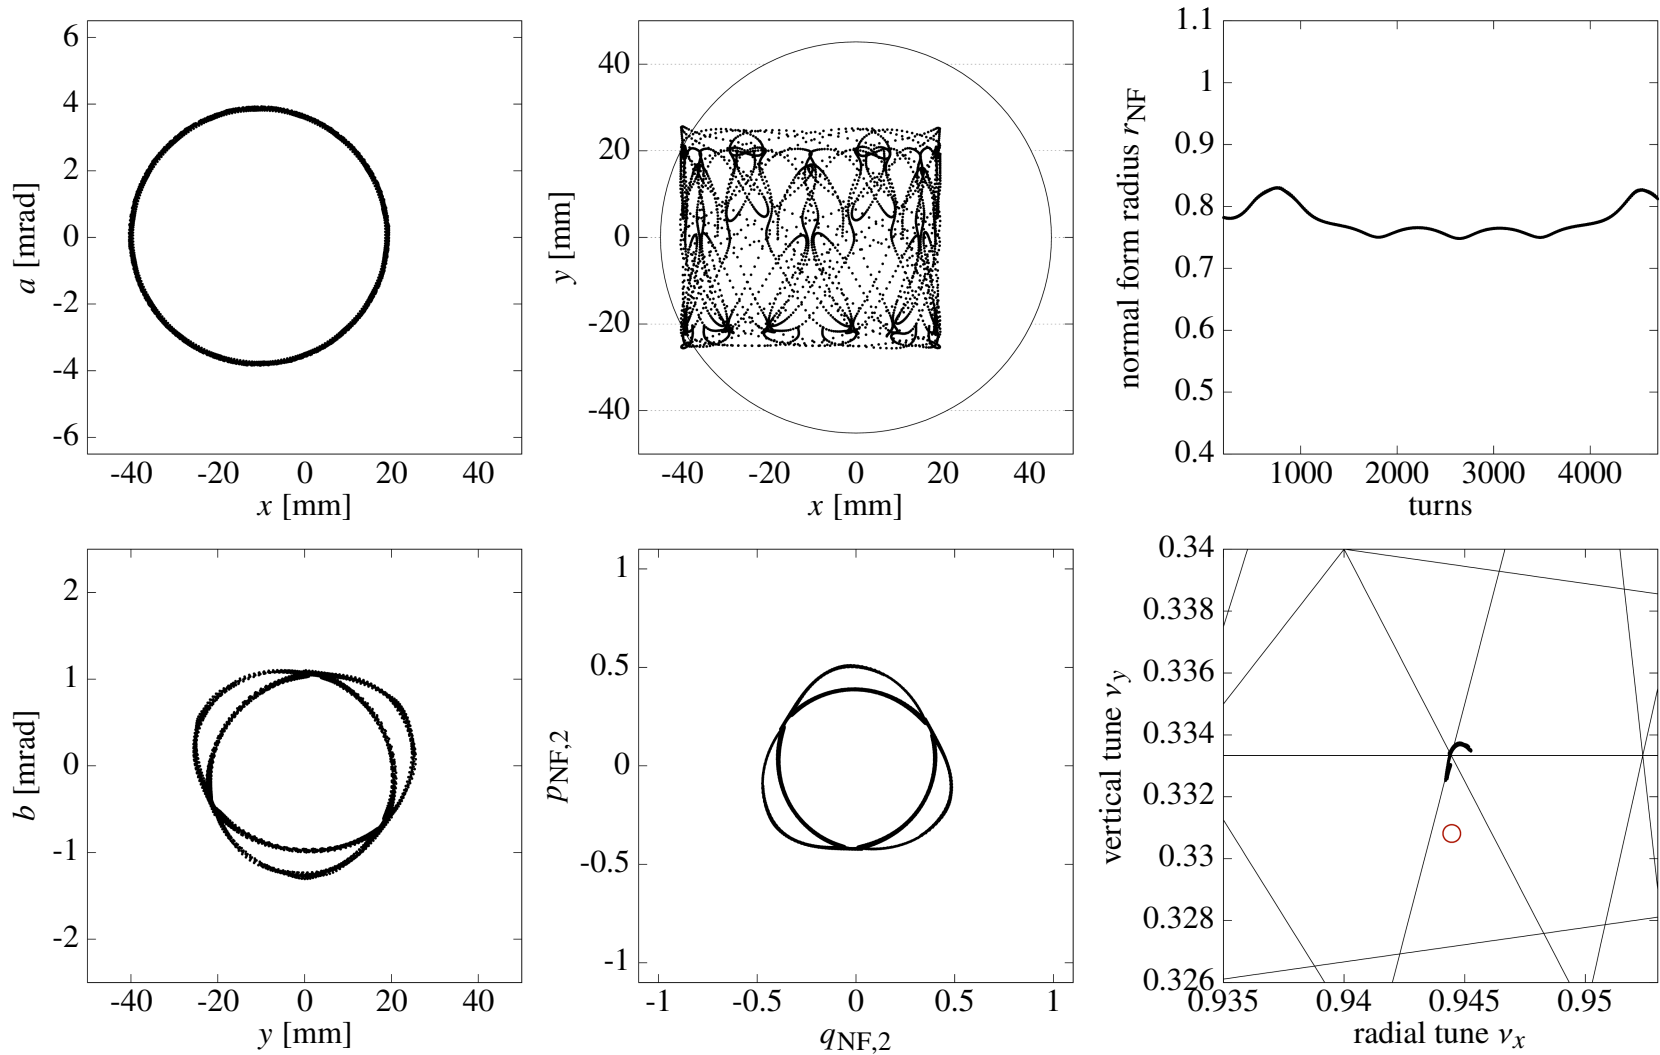 6
4
2
0
-2
-4
-6
a [mrad]
-40 -20 0 20 40
x [mm]
40
20
0
-20
-40
y [mm]
-40 -20 0 20 40
x [mm]
1.1
1
0.9
0.8
0.7
0.6
0.5
0.4
normal form radius rNF
1000 2000 3000 4000
turns
2
1
0
-1
-2
b [mrad]
-40 -20 0 20 40
y [mm]
1
0.5
0
-0.5
-1
pNF,2
-1 -0.5 0 0.5 1
qNF,2
0.34
0.338
0.336
0.334
0.332
0.33
0.328
0.326
vertical tune νy
0.935 0.94 0.945 0.95
radial tune νx